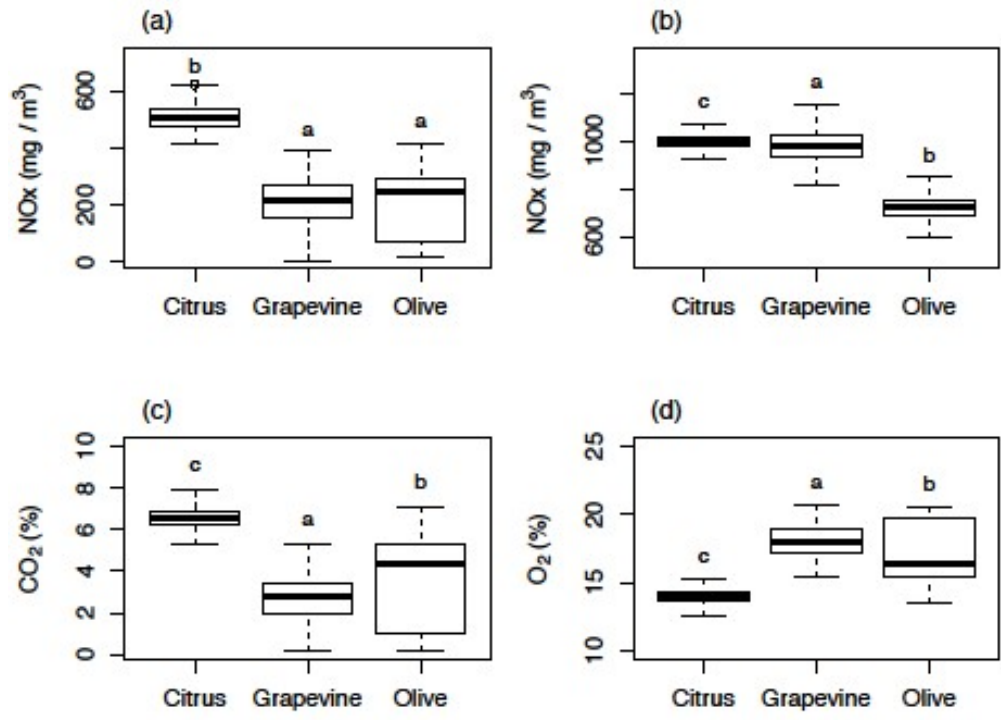 (a)
NOx (mg / m³)
600
200
0
b
a
a
Citrus
Grapevine
Olive
(b)
NOx (mg / m³)
1000
600
c
a
b
Citrus
Grapevine
Olive
(c)
CO₂ (%)
10
8
6
4
2
0
c
a
b
Citrus
Grapevine
Olive
(d)
O₂ (%)
25
20
15
10
c
a
b
Citrus
Grapevine
Olive